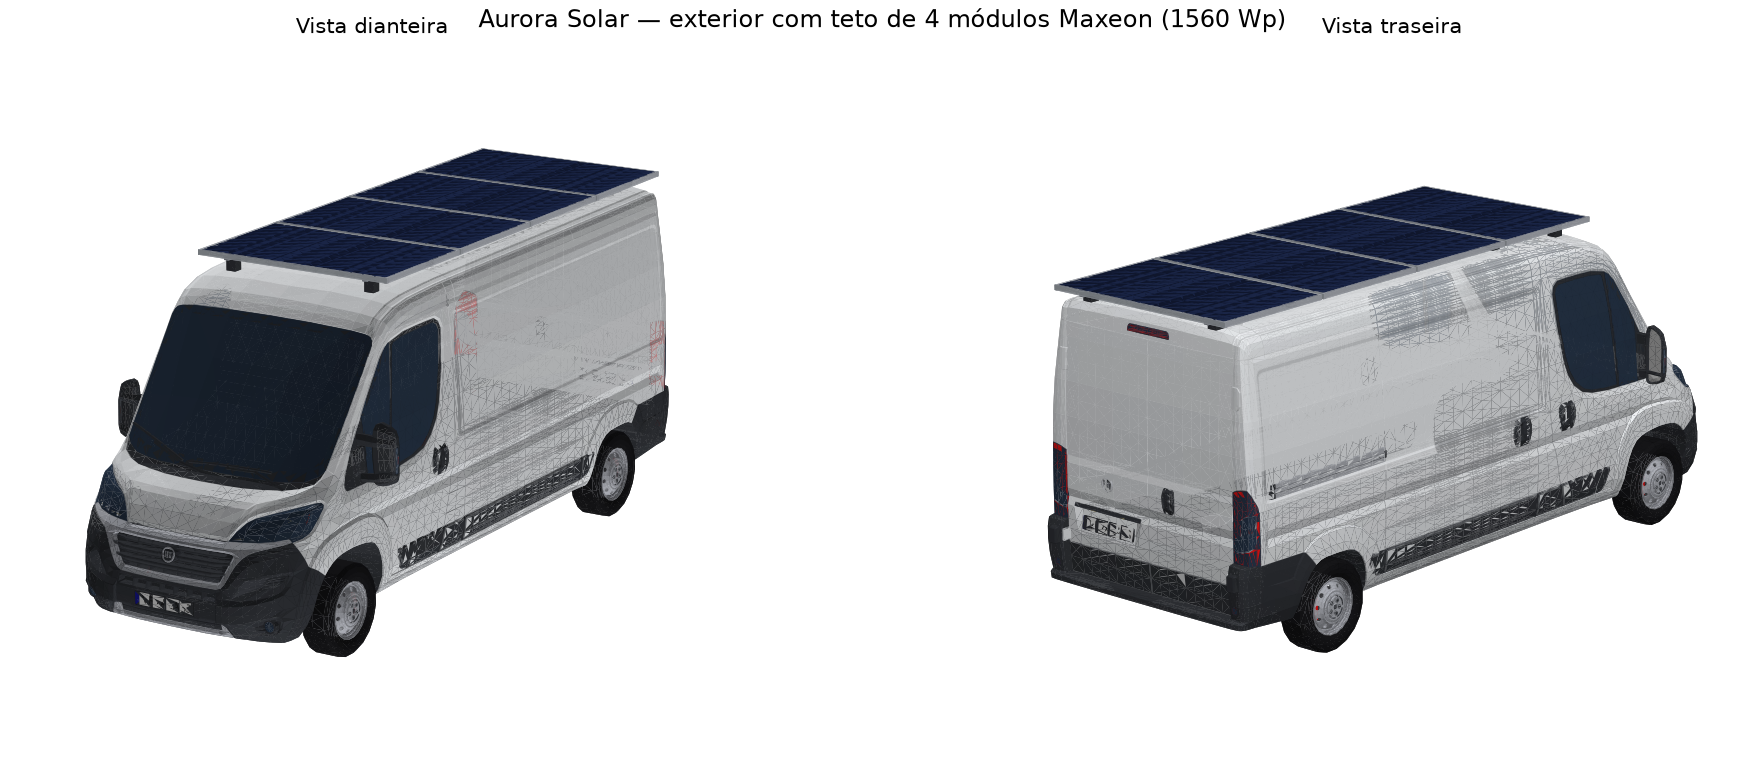 Aurora Solar — exterior com teto de 4 módulos Maxeon (1560 Wp)
Vista dianteira
Vista traseira